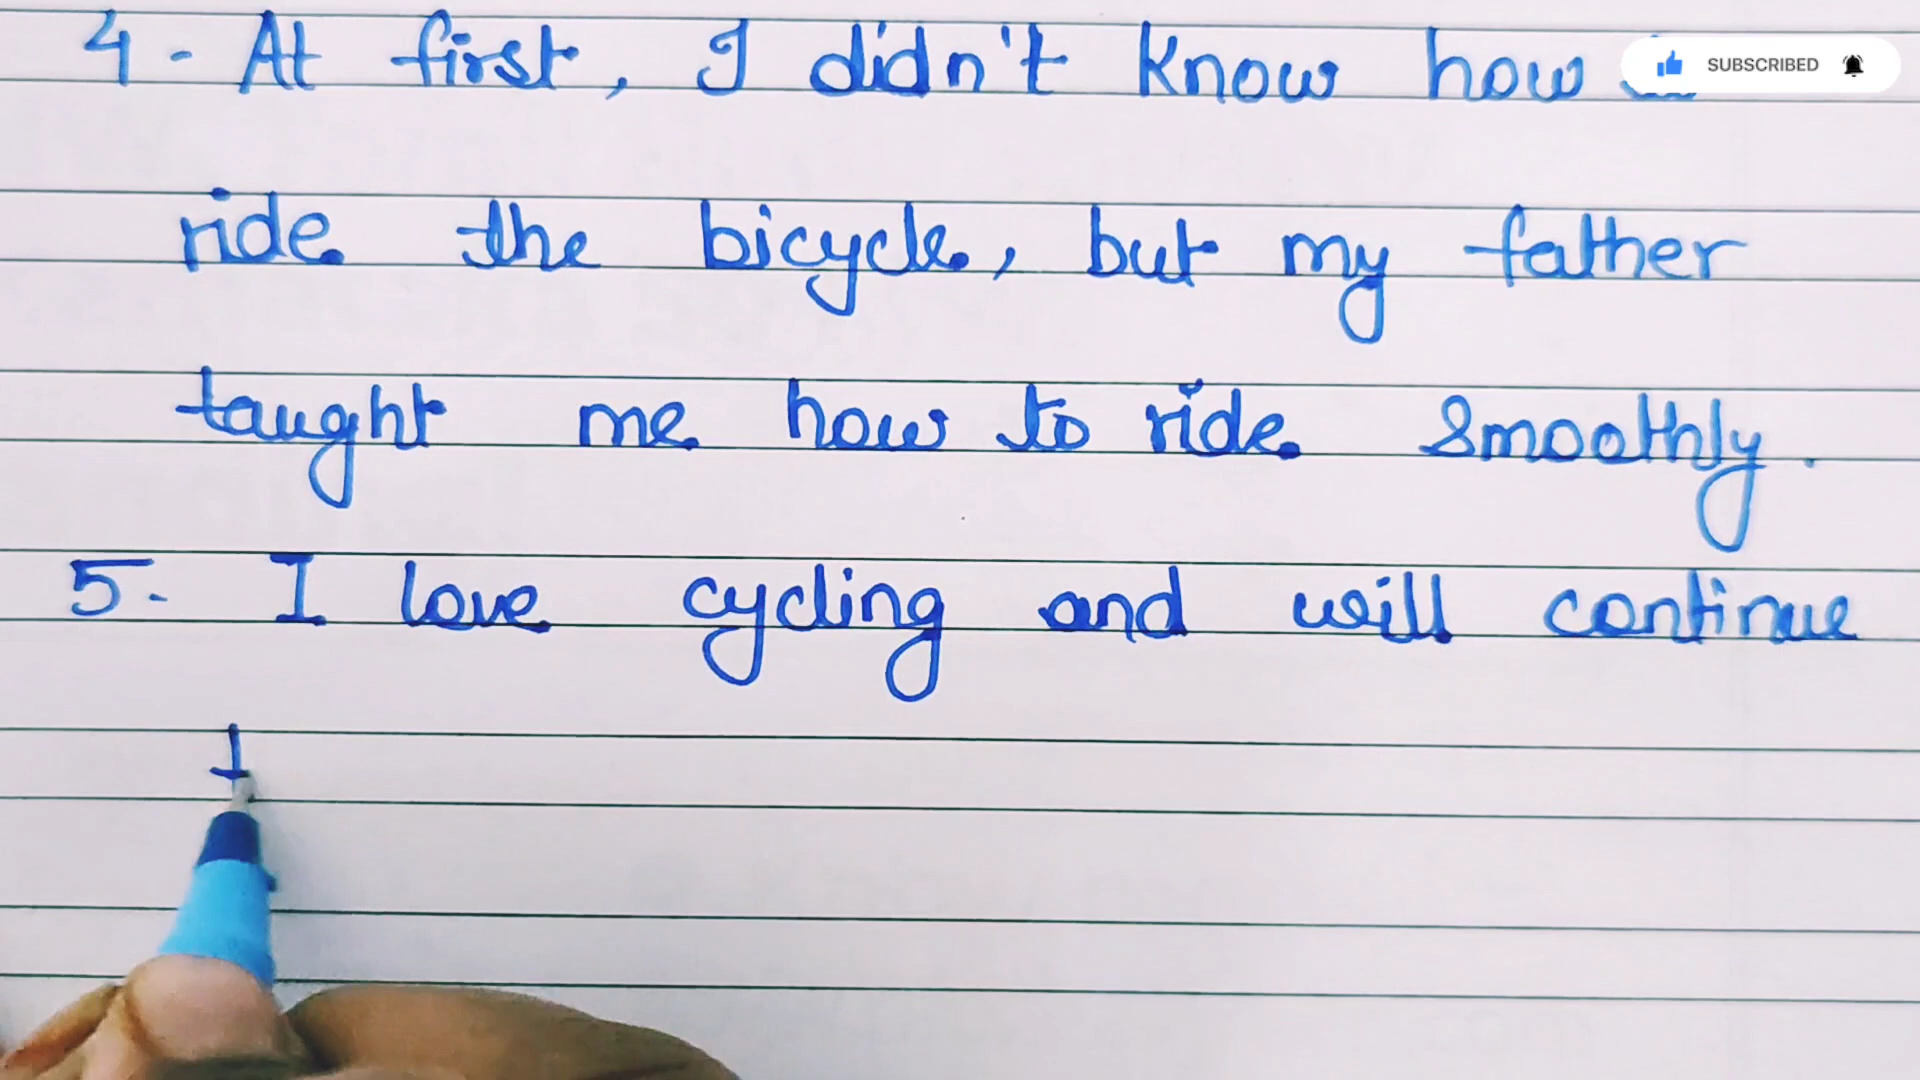 4 - At first, I didn't know how
SUBSCRIBED
ride the bicycle, but my father
taught me how to ride smoothly.
5. I love cycling and will continue